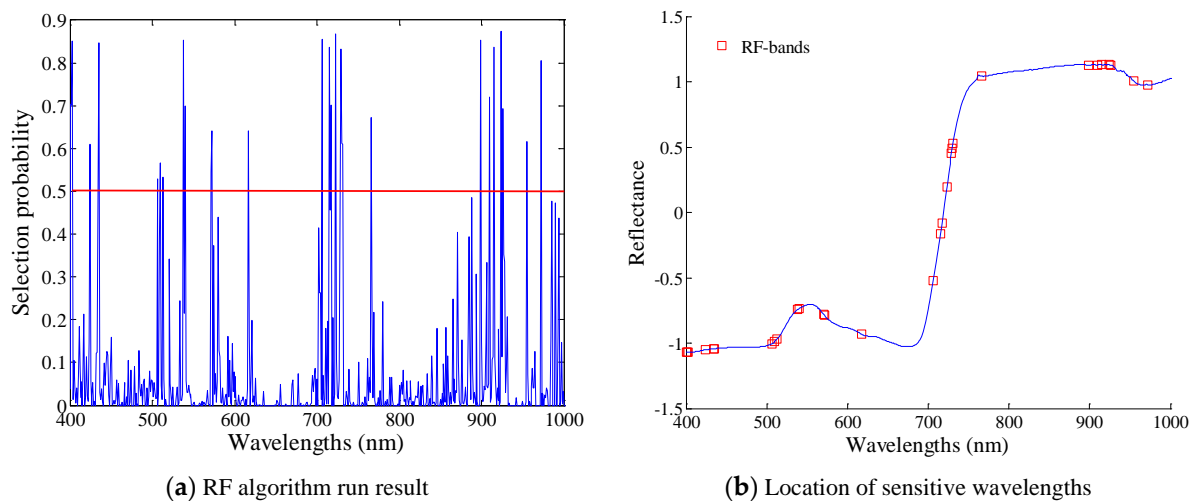 0.9
0.8
0.7
0.6
0.5
0.4
0.3
0.2
0.1
0
Selection probability
400 500 600 700 800 900 1000
Wavelengths (nm)
(a) RF algorithm run result
RF-bands
1.5
1
0.5
0
-0.5
-1
-1.5
Reflectance
400 500 600 700 800 900 1000
Wavelengths (nm)
(b) Location of sensitive wavelengths